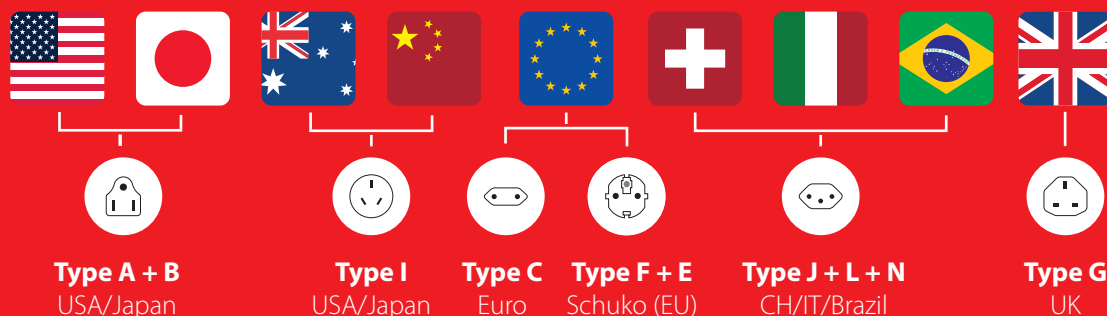 Type A + B
USA/Japan
Type I
USA/Japan
Type C
Euro
Type F + E
Schuko (EU)
Type J + L + N
CH/IT/Brazil
Type G
UK